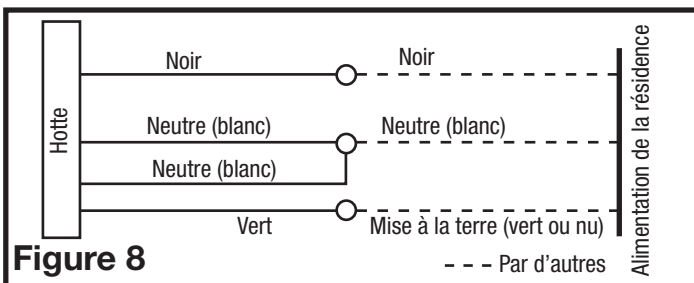 Noir
Noir
Hotte
Neutre (blanc)
Neutre (blanc)
Neutre (blanc)
Vert
Mise à la terre (vert ou nu)
Alimentation de la résidence
Figure 8
- - - Par d'autres